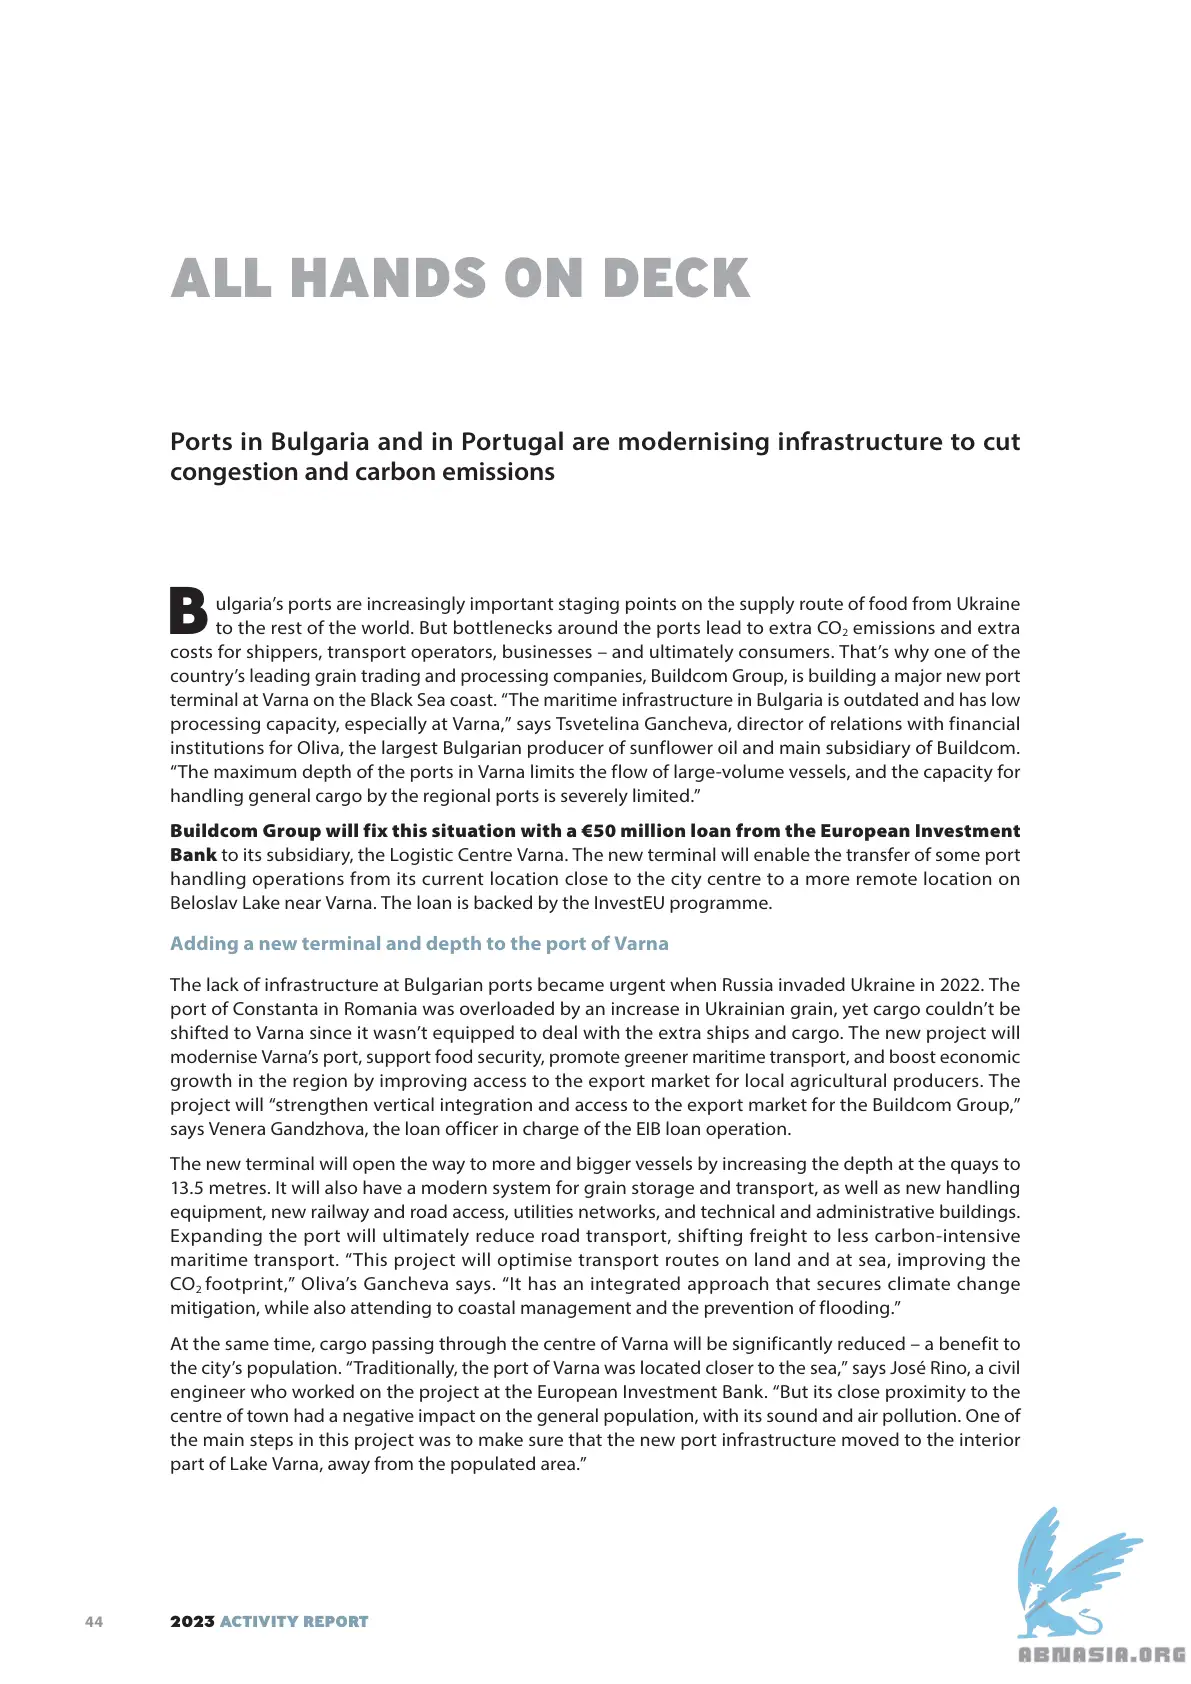 ALL HANDS ON DECK
Ports in Bulgaria and in Portugal are modernising infrastructure to cut
congestion and carbon emissions
Bulgaria’s ports are increasingly important staging points on the supply route of food from Ukraine
to the rest of the world. But bottlenecks around the ports lead to extra CO₂ emissions and extra
costs for shippers, transport operators, businesses – and ultimately consumers. That’s why one of the
country’s leading grain trading and processing companies, Buildcom Group, is building a major new port
terminal at Varna on the Black Sea coast. “The maritime infrastructure in Bulgaria is outdated and has low
processing capacity, especially at Varna,” says Tsvetelina Gancheva, director of relations with financial
institutions for Oliva, the largest Bulgarian producer of sunflower oil and main subsidiary of Buildcom.
“The maximum depth of the ports in Varna limits the flow of large-volume vessels, and the capacity for
handling general cargo by the regional ports is severely limited.”
Buildcom Group will fix this situation with a €50 million loan from the European Investment
Bank to its subsidiary, the Logistic Centre Varna. The new terminal will enable the transfer of some port
handling operations from its current location close to the city centre to a more remote location on
Beloslav Lake near Varna. The loan is backed by the InvestEU programme.
Adding a new terminal and depth to the port of Varna
The lack of infrastructure at Bulgarian ports became urgent when Russia invaded Ukraine in 2022. The
port of Constanta in Romania was overloaded by an increase in Ukrainian grain, yet cargo couldn’t be
shifted to Varna since it wasn’t equipped to deal with the extra ships and cargo. The new project will
modernise Varna’s port, support food security, promote greener maritime transport, and boost economic
growth in the region by improving access to the export market for local agricultural producers. The
project will “strengthen vertical integration and access to the export market for the Buildcom Group,”
says Venera Gandzhova, the loan officer in charge of the EIB loan operation.
The new terminal will open the way to more and bigger vessels by increasing the depth at the quays to
13.5 metres. It will also have a modern system for grain storage and transport, as well as new handling
equipment, new railway and road access, utilities networks, and technical and administrative buildings.
Expanding the port will ultimately reduce road transport, shifting freight to less carbon-intensive
maritime transport. “This project will optimise transport routes on land and at sea, improving the
CO₂ footprint,” Oliva’s Gancheva says. “It has an integrated approach that secures climate change
mitigation, while also attending to coastal management and the prevention of flooding.”
At the same time, cargo passing through the centre of Varna will be significantly reduced – a benefit to
the city’s population. “Traditionally, the port of Varna was located closer to the sea,” says José Rino, a civil
engineer who worked on the project at the European Investment Bank. “But its close proximity to the
centre of town had a negative impact on the general population, with its sound and air pollution. One of
the main steps in this project was to make sure that the new port infrastructure moved to the interior
part of Lake Varna, away from the populated area.”
44 2023 ACTIVITY REPORT
ABNASIA.ORG